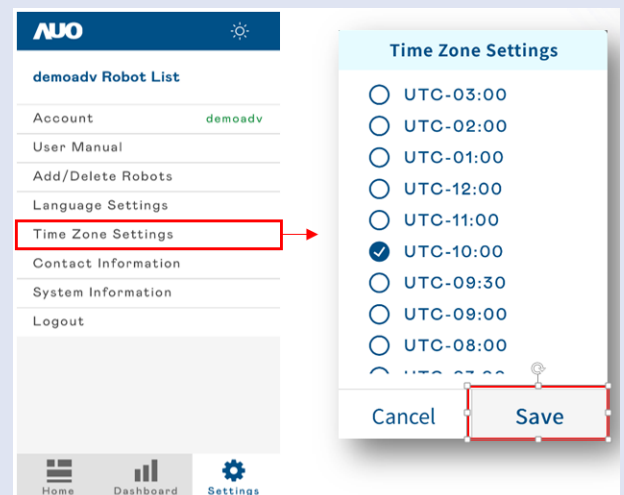 AUO
demoadv Robot List
Account demoadv
User Manual
Add/Delete Robots
Language Settings
Time Zone Settings
Contact Information
System Information
Logout
Home Dashboard Settings
Time Zone Settings
UTC-03:00
UTC-02:00
UTC-01:00
UTC-12:00
UTC-11:00
UTC-10:00
UTC-09:30
UTC-09:00
UTC-08:00
Cancel Save